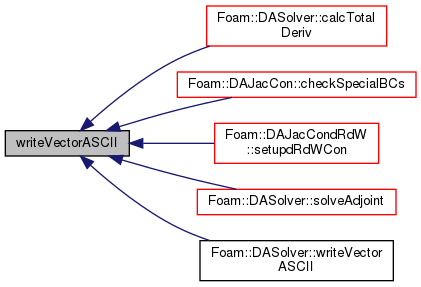 Foam::DASolver::calcTotal
Deriv
Foam::DAJacCon::checkSpecialBCs
writeVectorASCII
Foam::DAJacCondRdW
::setupdRdWCon
Foam::DASolver::solveAdjoint
Foam::DASolver::writeVector
ASCII